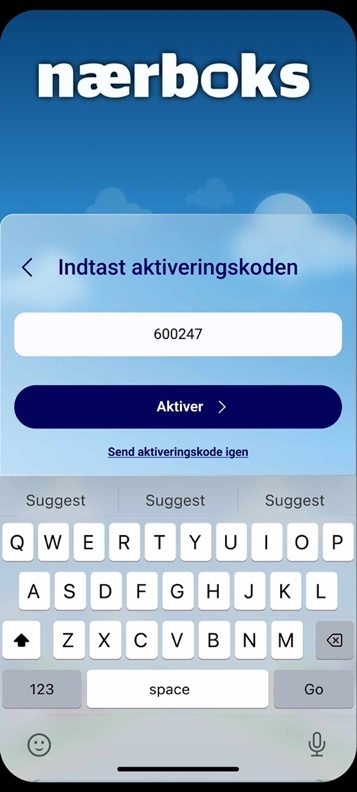 nærboks
Indtast aktiveringskoden
600247
Aktiver
Send aktiveringskode igen
Suggest Suggest Suggest
Q W E R T Y U I O P
A S D F G H J K L
Z X C V B N M
123 space Go